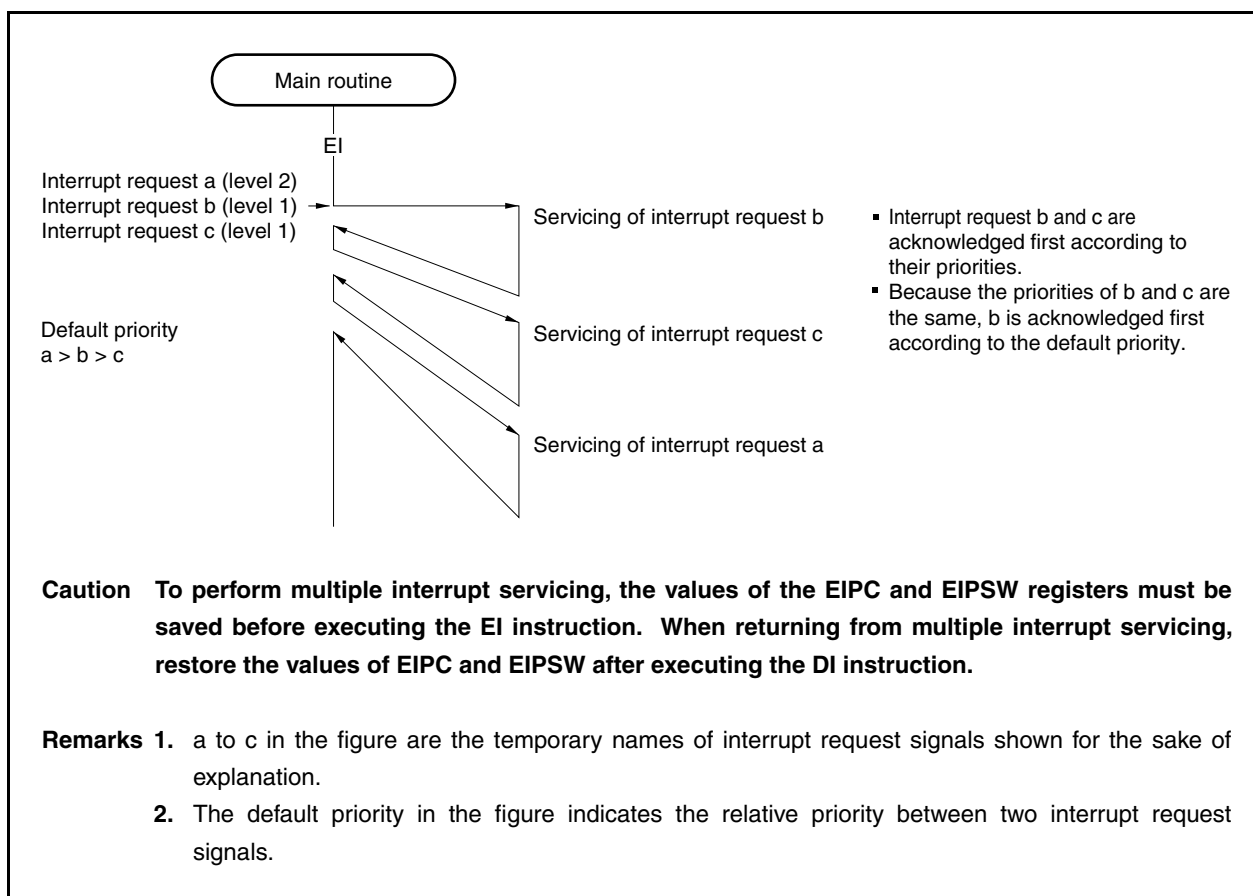 Main routine
EI
Interrupt request a (level 2)
Interrupt request b (level 1)
Interrupt request c (level 1)
Servicing of interrupt request b
▪ Interrupt request b and c are
acknowledged first according to
their priorities.
▪ Because the priorities of b and c are
the same, b is acknowledged first
according to the default priority.
Default priority
a > b > c
Servicing of interrupt request c
Servicing of interrupt request a
Caution To perform multiple interrupt servicing, the values of the EIPC and EIPSW registers must be
saved before executing the EI instruction. When returning from multiple interrupt servicing,
restore the values of EIPC and EIPSW after executing the DI instruction.
Remarks 1. a to c in the figure are the temporary names of interrupt request signals shown for the sake of
explanation.
2. The default priority in the figure indicates the relative priority between two interrupt request
signals.